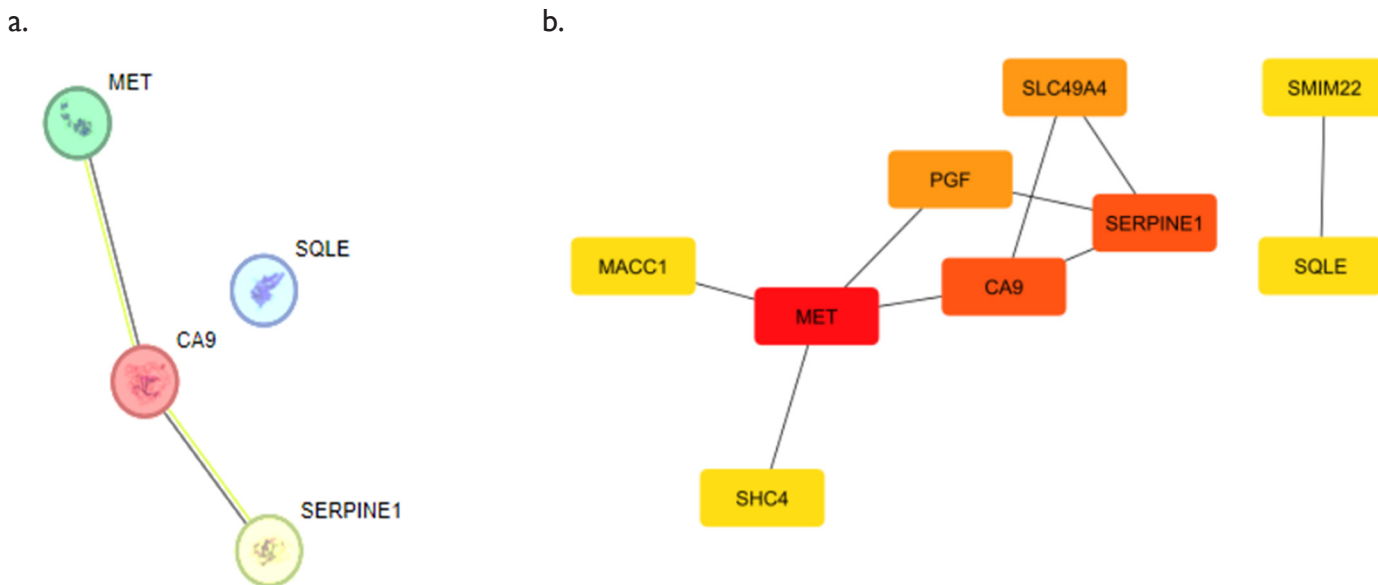 a.
MET
SQLE
CA9
SERPINE1
b.
SLC49A4
SMIM22
PGF
SERPINE1
MACC1
SQLE
CA9
MET
SHC4